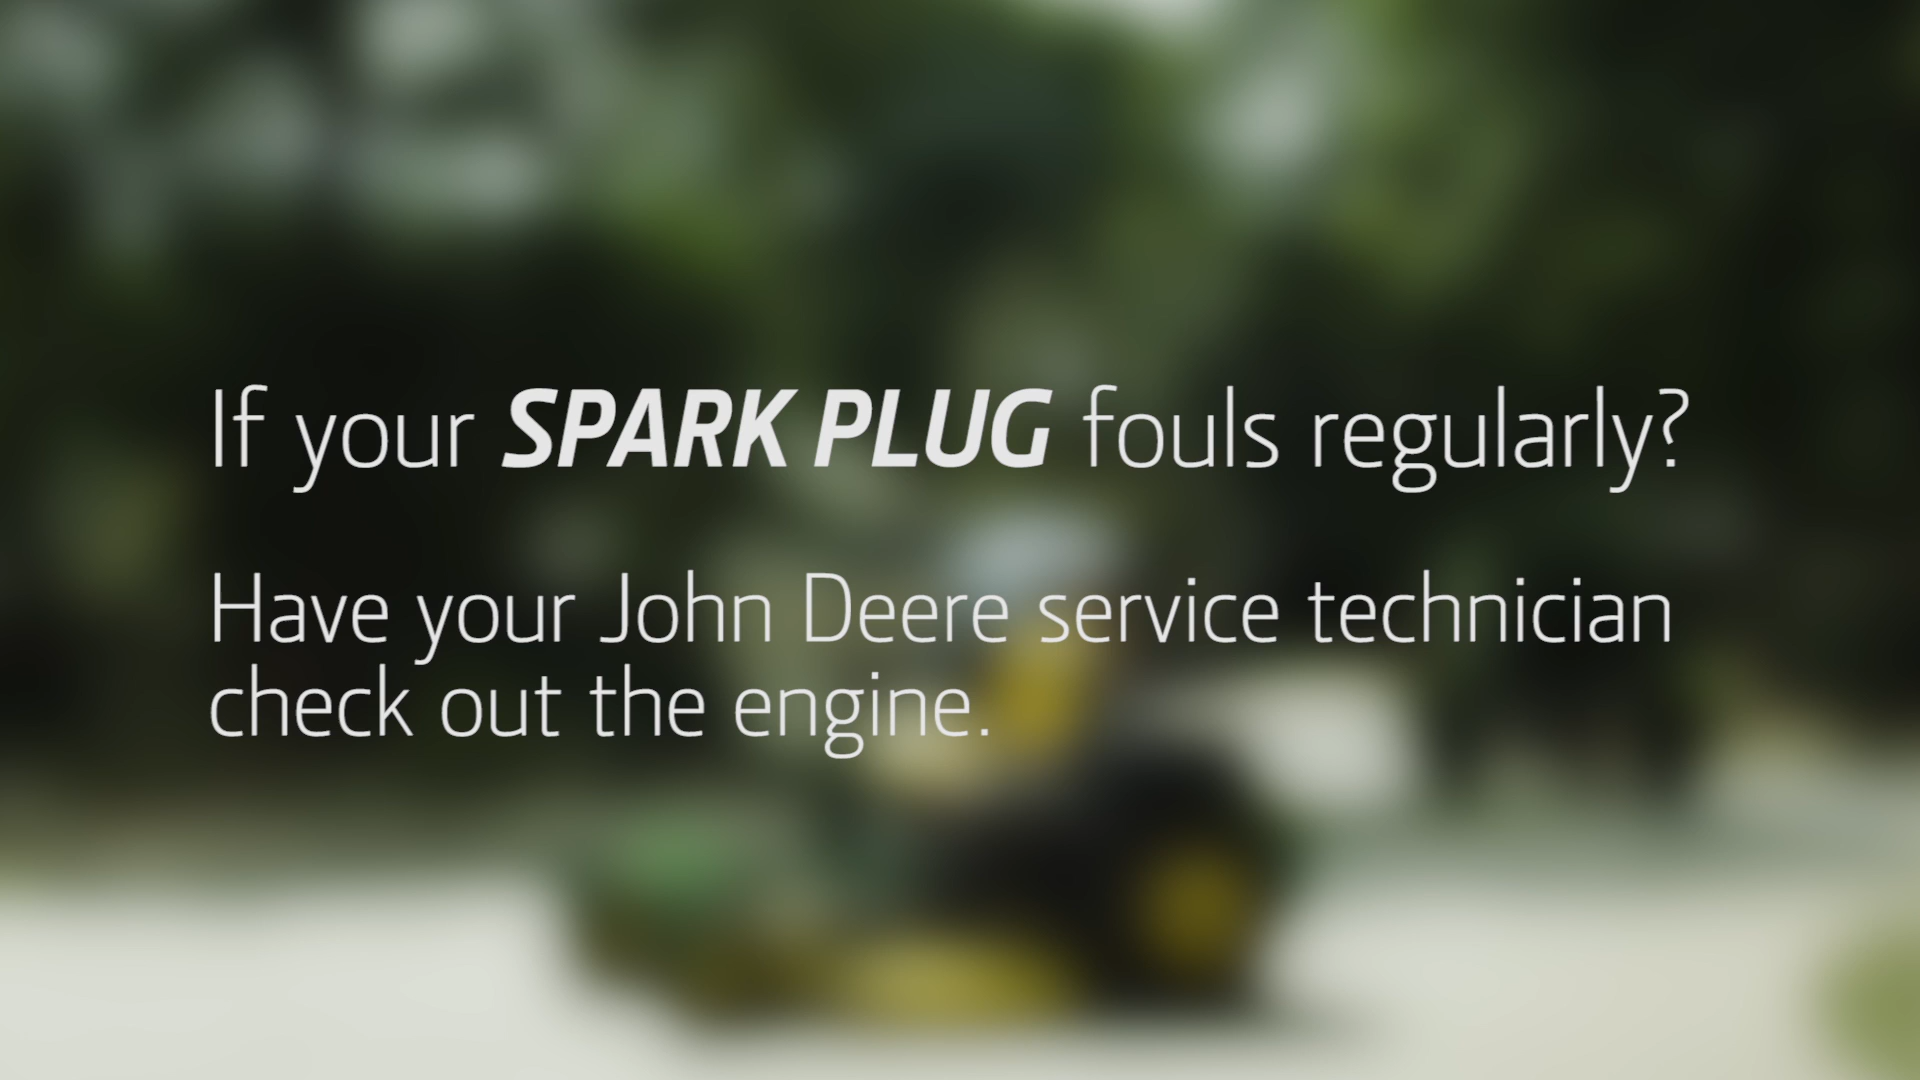 If your SPARK PLUG fouls regularly?
Have your John Deere service technician
check out the engine.